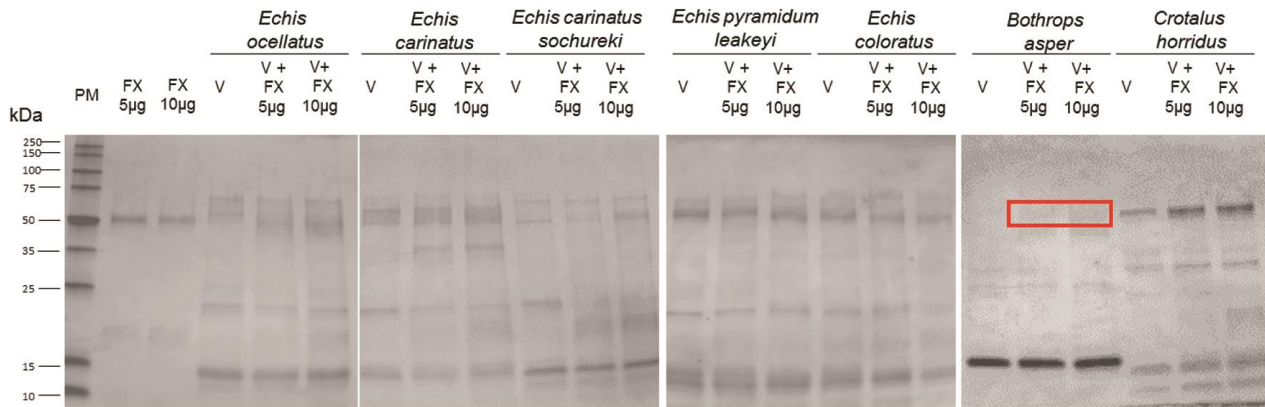 Echis ocellatus
Echis carinatus
Echis carinatus sochureki
Echis pyramidum leakeyi
Echis coloratus
Bothrops asper
Crotalus horridus
kDa
PM
FX 5µg
FX 10µg
V
V + FX 5µg
V+ FX 10µg
V
V + FX 5µg
V+ FX 10µg
V
V + FX 5µg
V+ FX 10µg
V
V + FX 5µg
V+ FX 10µg
V
V + FX 5µg
V+ FX 10µg
V
V + FX 5µg
V+ FX 10µg
V
V + FX 5µg
V+ FX 10µg
250
150
100
75
50
35
25
15
10